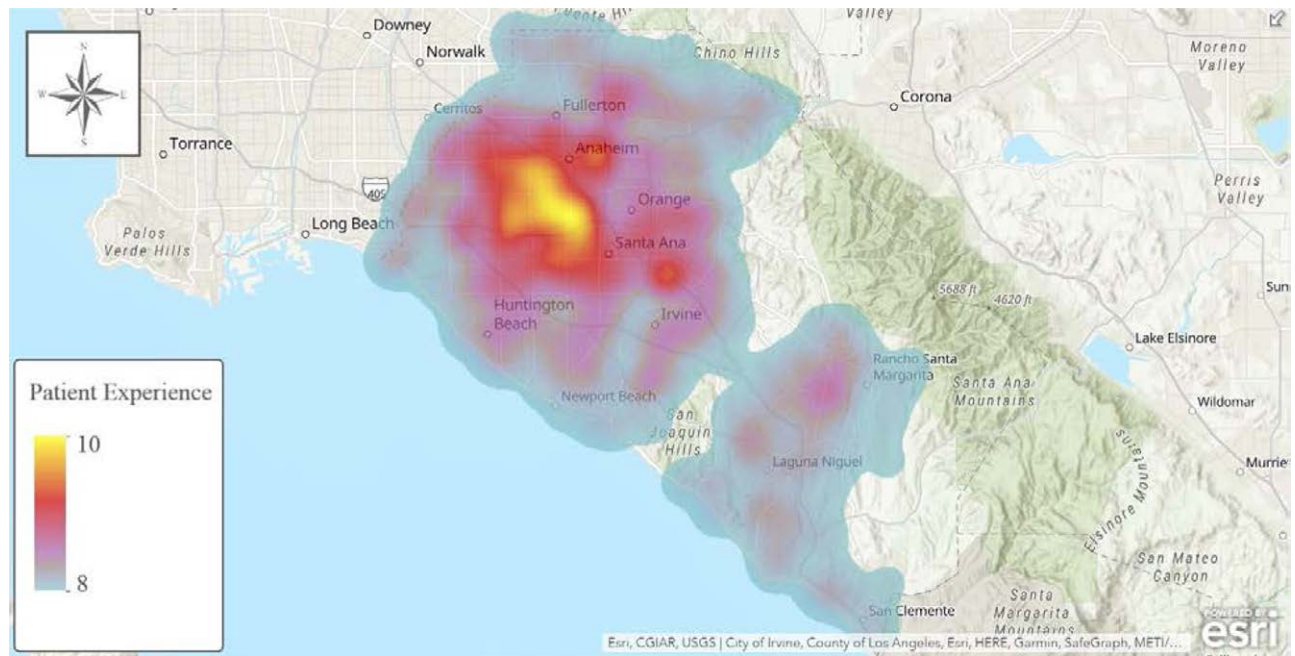 Downey
Norwalk
Chino Hills
Valley
Moreno
Valley
N
W
E
S
Cerritos
Fullerton
Corona
Torrance
Anaheim
405
Perris
Valley
Orange
Long Beach
Palos
Verde Hills
Santa Ana
5688 ft
4620 ft
Huntington
Beach
Irvine
Lake Elsinore
Rancho Santa
Margarita
Patient Experience
10
8
Santa Ana
Mountains
Newport Beach
Wildomar
San
Joaquin
Hills
Laguna Niguel
Murrie
Elsinore Mountains
San Mateo
Canyon
San Clemente
Santa
Margarita
Mountains
POWERED BY
esri
Esri, CGIAR, USGS | City of Irvine, County of Los Angeles, Esri, HERE, Garmin, SafeGraph, METI/...